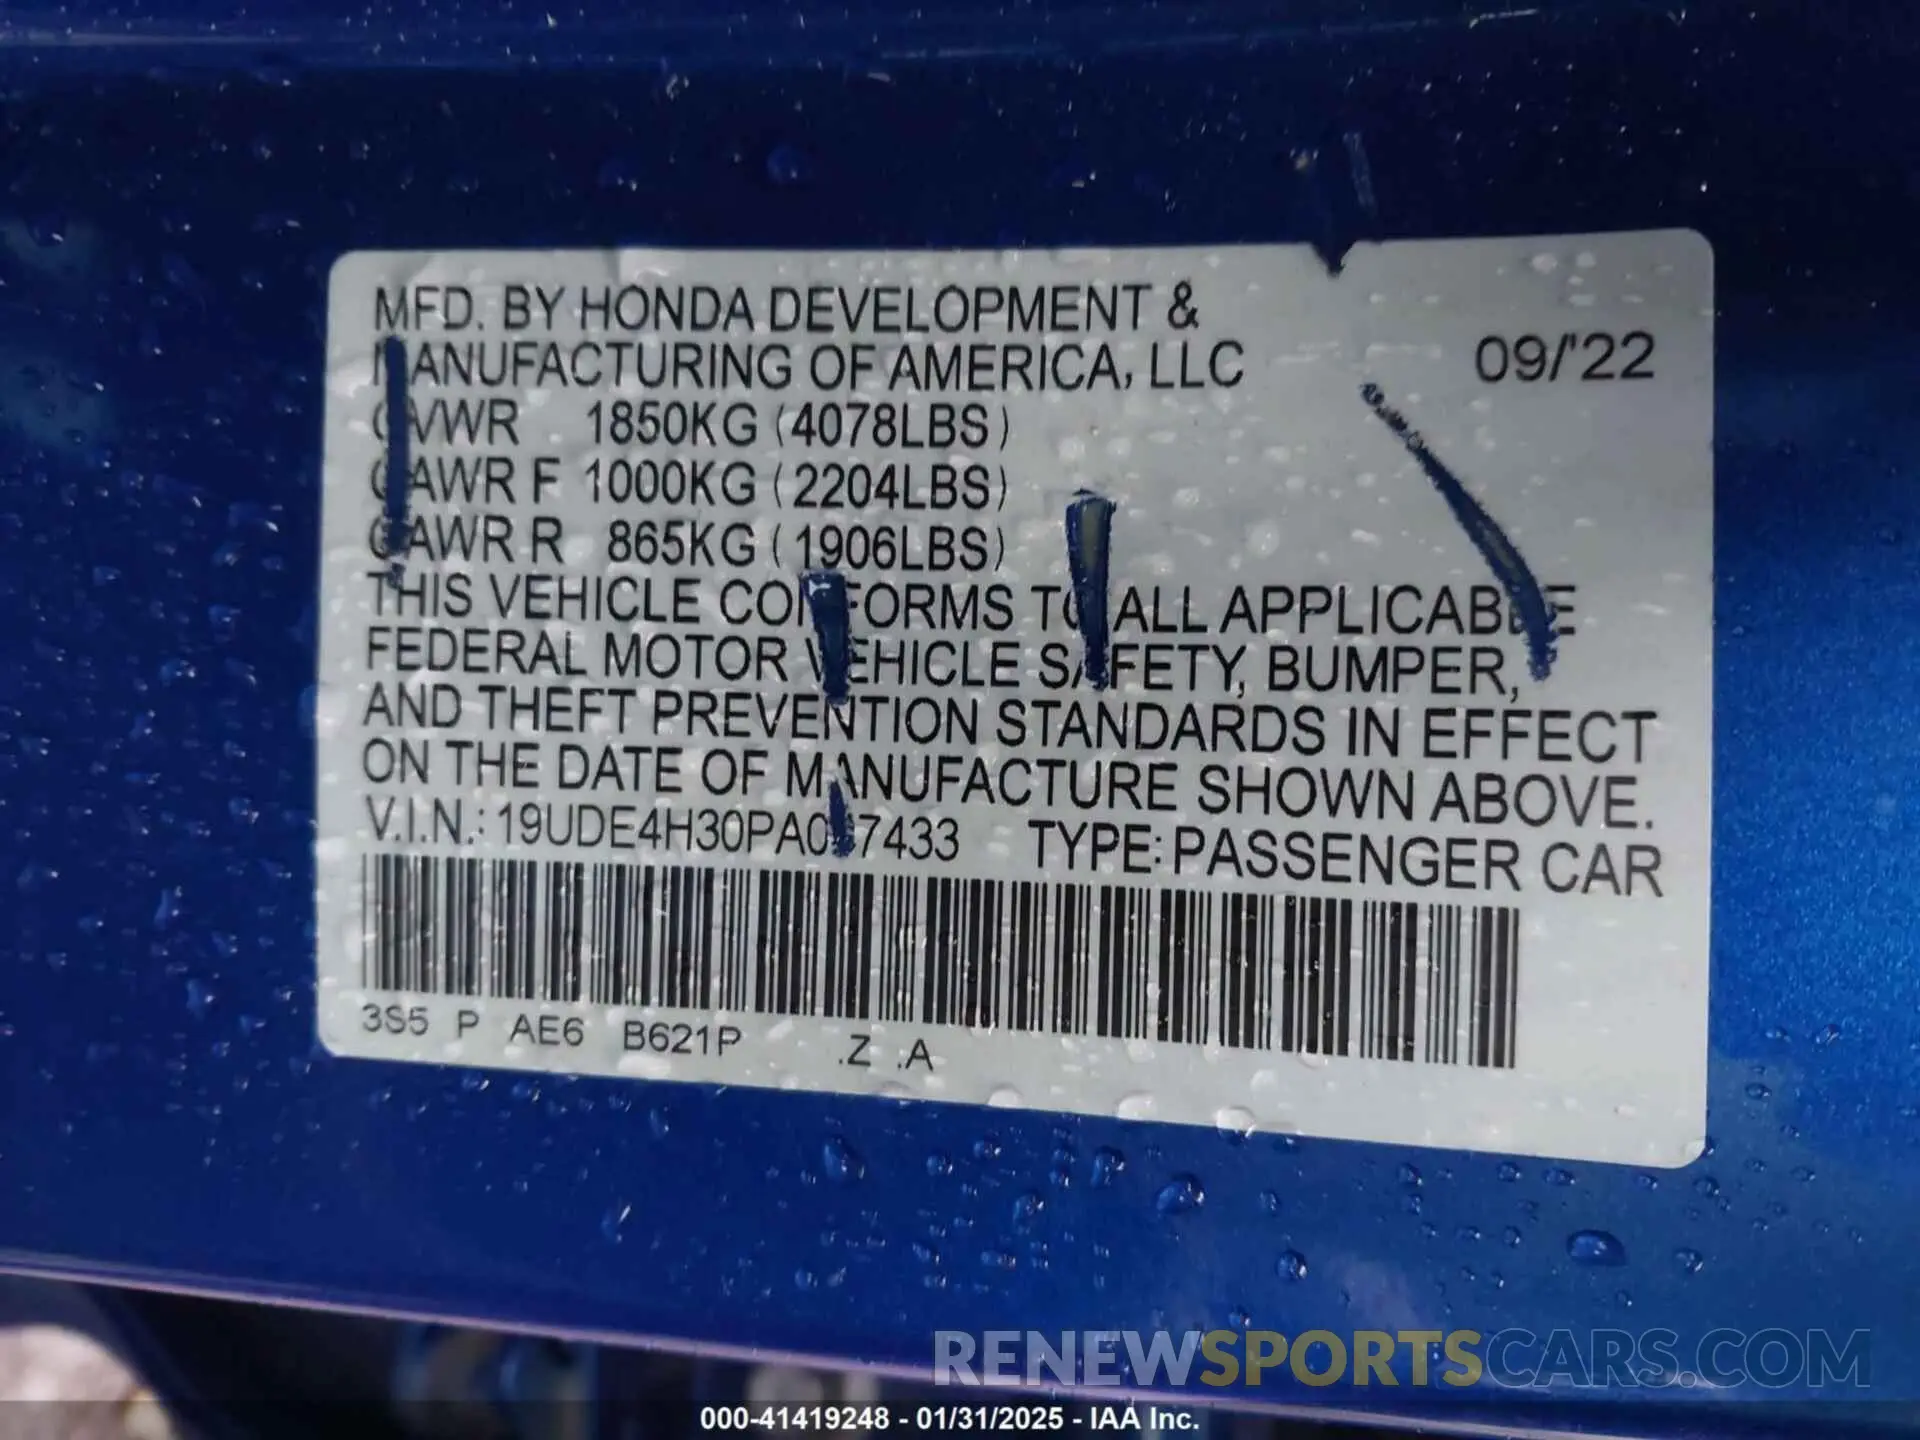 MFD. BY HONDA DEVELOPMENT &
MANUFACTURING OF AMERICA, LLC 09/'22
GVWR 1850KG (4078LBS)
GAWR F 1000KG (2204LBS)
GAWR R 865KG (1906LBS)
THIS VEHICLE CONFORMS TO ALL APPLICABLE
FEDERAL MOTOR VEHICLE SAFETY, BUMPER,
AND THEFT PREVENTION STANDARDS IN EFFECT
ON THE DATE OF MANUFACTURE SHOWN ABOVE.
V.I.N.: TYPE: PASSENGER CAR
3S5 P AE6 B621P .Z .A
RENEWSPORTSCARS.COM
000-41419248 - 01/31/2025 - IAA Inc.